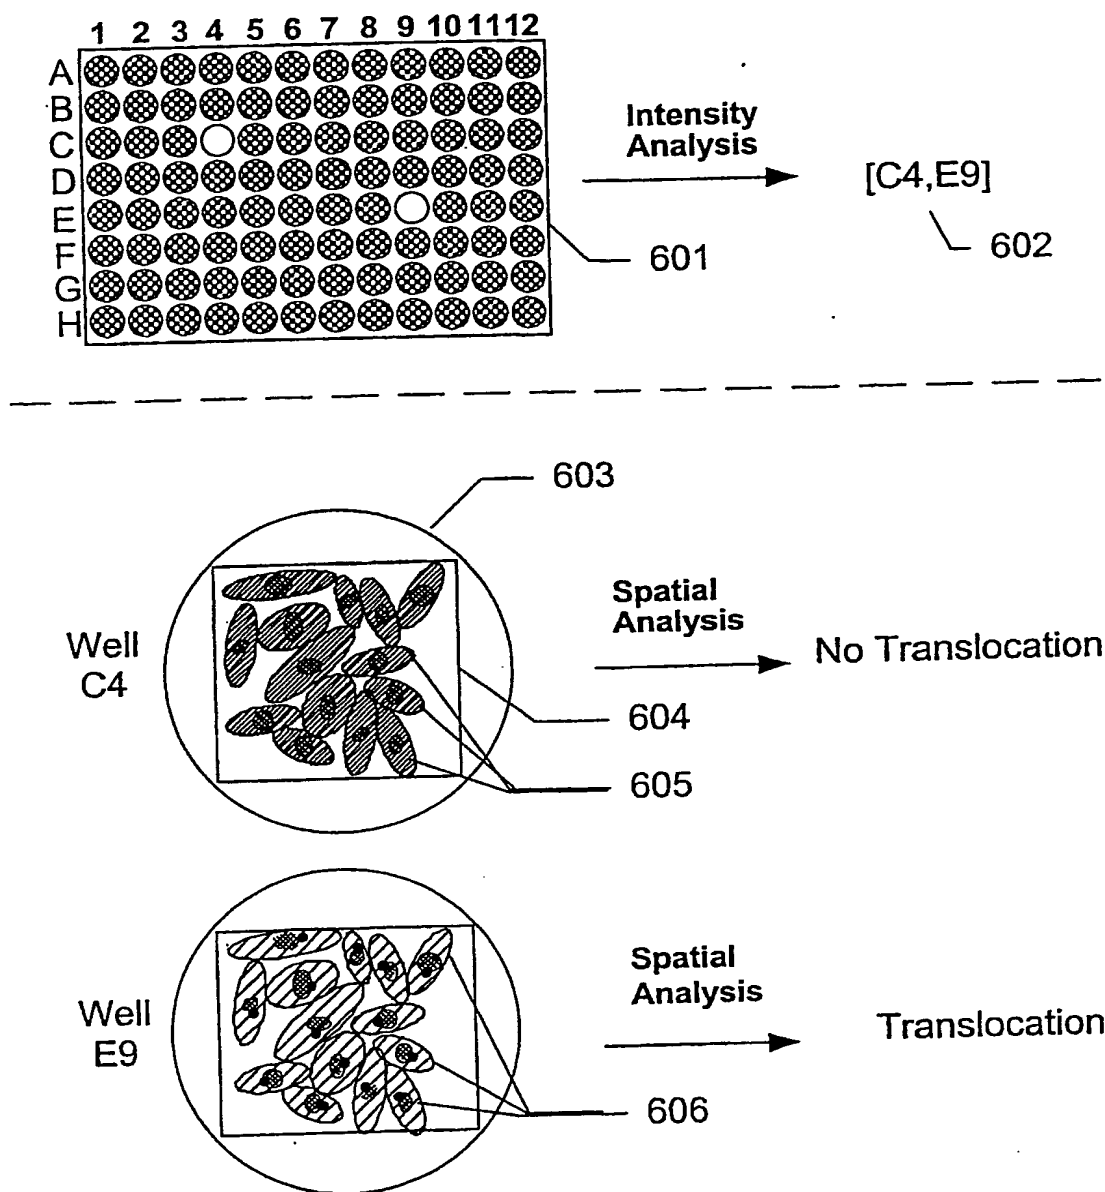 1 2 3 4 5 6 7 8 9 10 11 12
A
B
C
D
E
F
G
H
Intensity
Analysis
[C4,E9]
601
602
603
Well
C4
Spatial
Analysis
No Translocation
604
605
Well
E9
Spatial
Analysis
Translocation
606